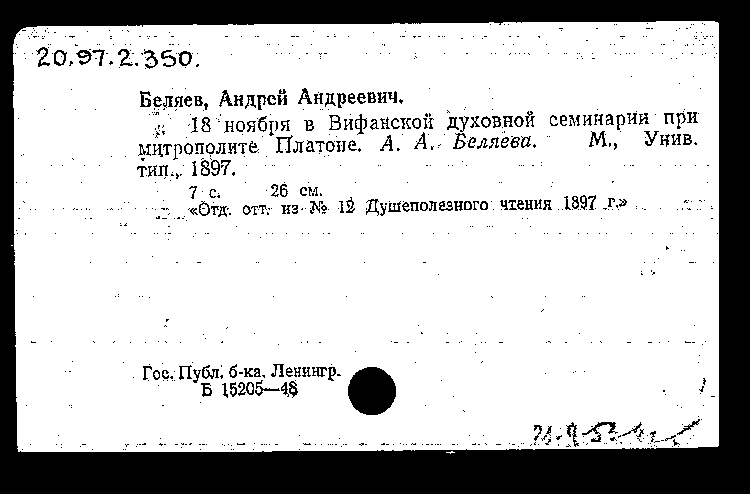 20.97.2.350.
Беляев, Андрей Андреевич.
18 ноября в Вифанской духовной семинарии при
митрополите Платоне. А. А. Беляева. М., Унив.
тип., 1897.
7 с. 26 см.
«Отд. отт. из № 12 Душеполезного чтения 1897 г.»
Гос. Публ. б-ка, Ленингр.
Б 15205—48